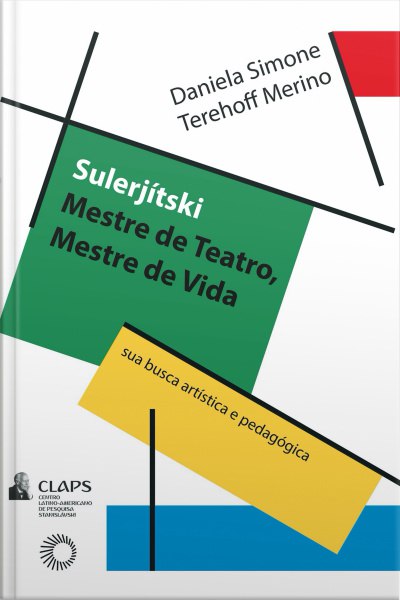 Daniela Simone
Terehoff Merino
Sulerjítski
Mestre de Teatro,
Mestre de Vida
sua busca artística e pedagógica
CLAPS
CENTRO
LATINO-AMERICANO
DE PESQUISA
STANISLÁVSKI